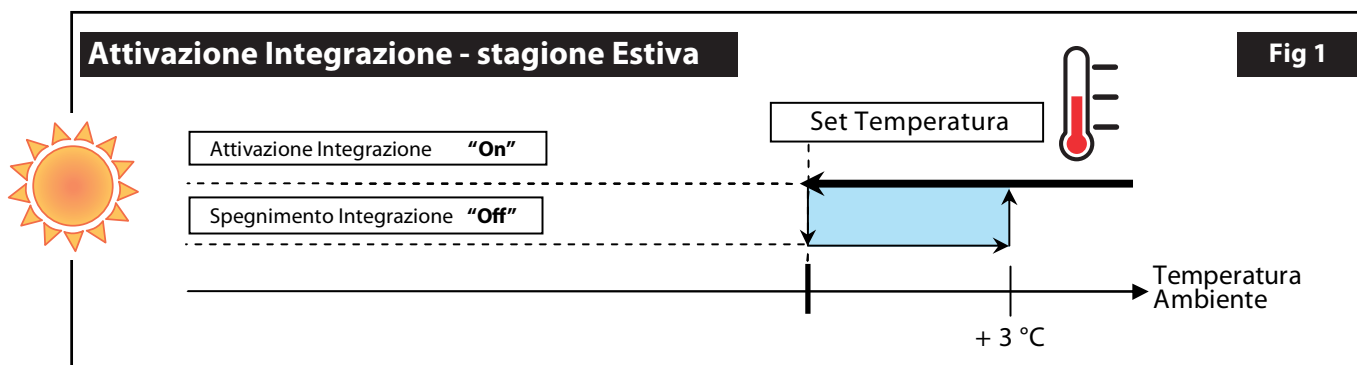 Attivazione Integrazione - stagione Estiva
Fig 1
Set Temperatura
Attivazione Integrazione “On”
Spegnimento Integrazione “Off”
Temperatura
Ambiente
+ 3 °C